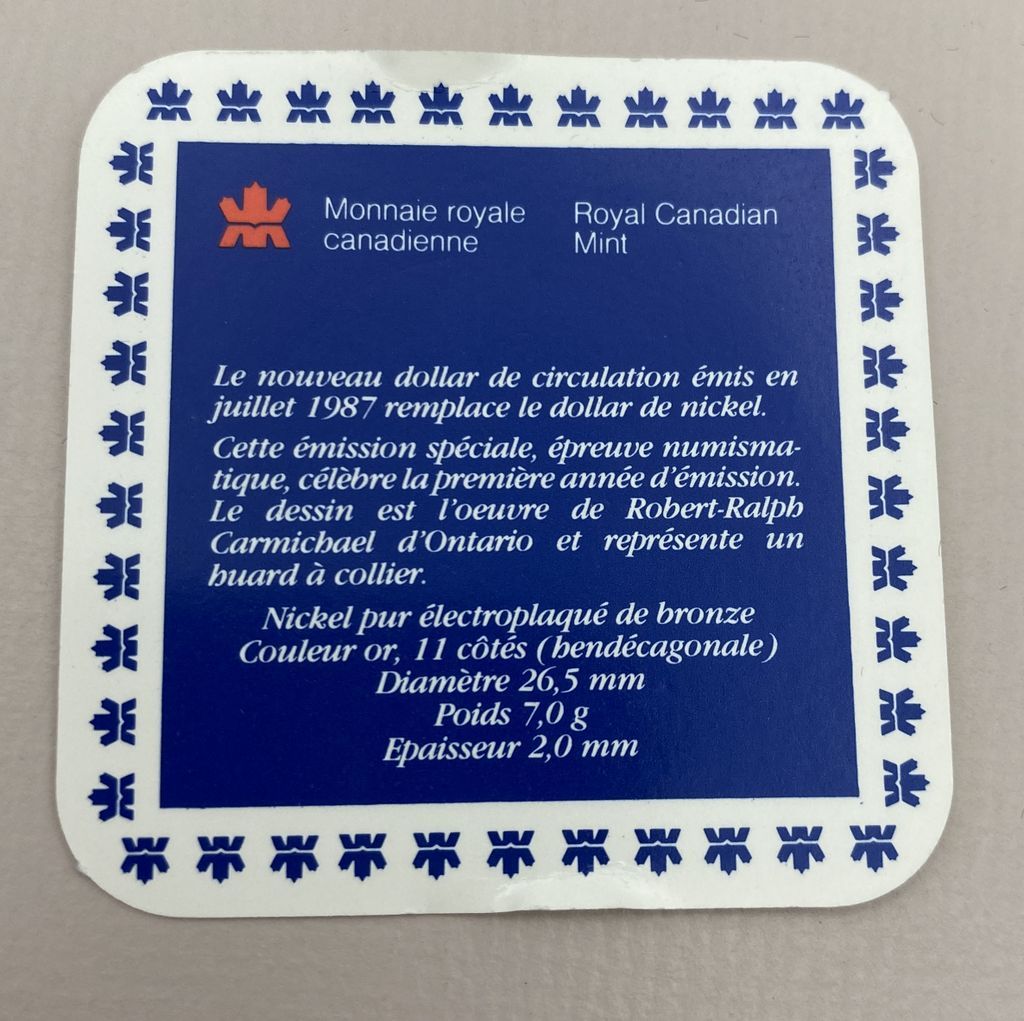 Monnaie royale canadienne
Royal Canadian Mint
Le nouveau dollar de circulation émis en
juillet 1987 remplace le dollar de nickel.
Cette émission spéciale, épreuve numisma-
tique, célèbre la première année d'émission.
Le dessin est l'oeuvre de Robert-Ralph
Carmichael d'Ontario et représente un
huard à collier.
Nickel pur électroplaqué de bronze
Couleur or, 11 côtés (hendécagonale)
Diamètre 26,5 mm
Poids 7,0 g
Epaisseur 2,0 mm